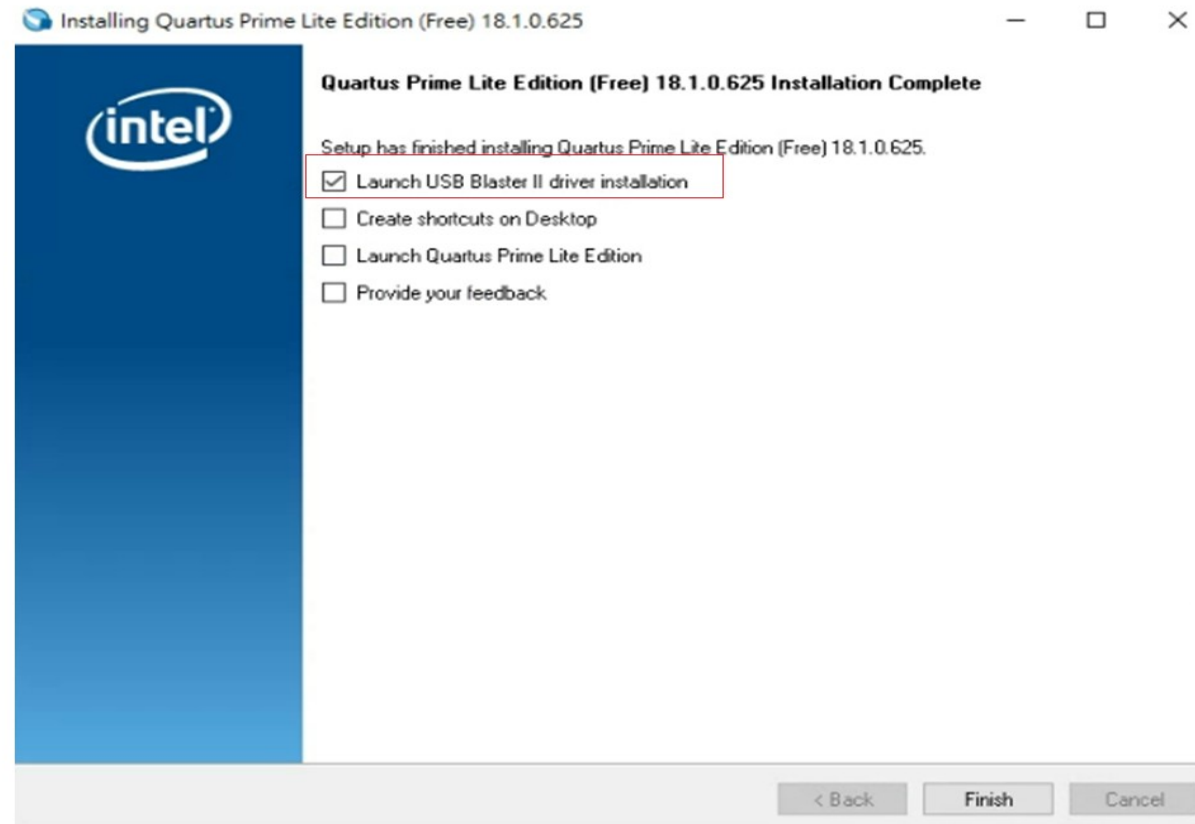 Installing Quartus Prime Lite Edition (Free) 18.1.0.625
intel
Quartus Prime Lite Edition (Free) 18.1.0.625 Installation Complete
Setup has finished installing Quartus Prime Lite Edition (Free) 18.1.0.625.
Launch USB Blaster II driver installation
Create shortcuts on Desktop
Launch Quartus Prime Lite Edition
Provide your feedback
< Back Finish Cancel